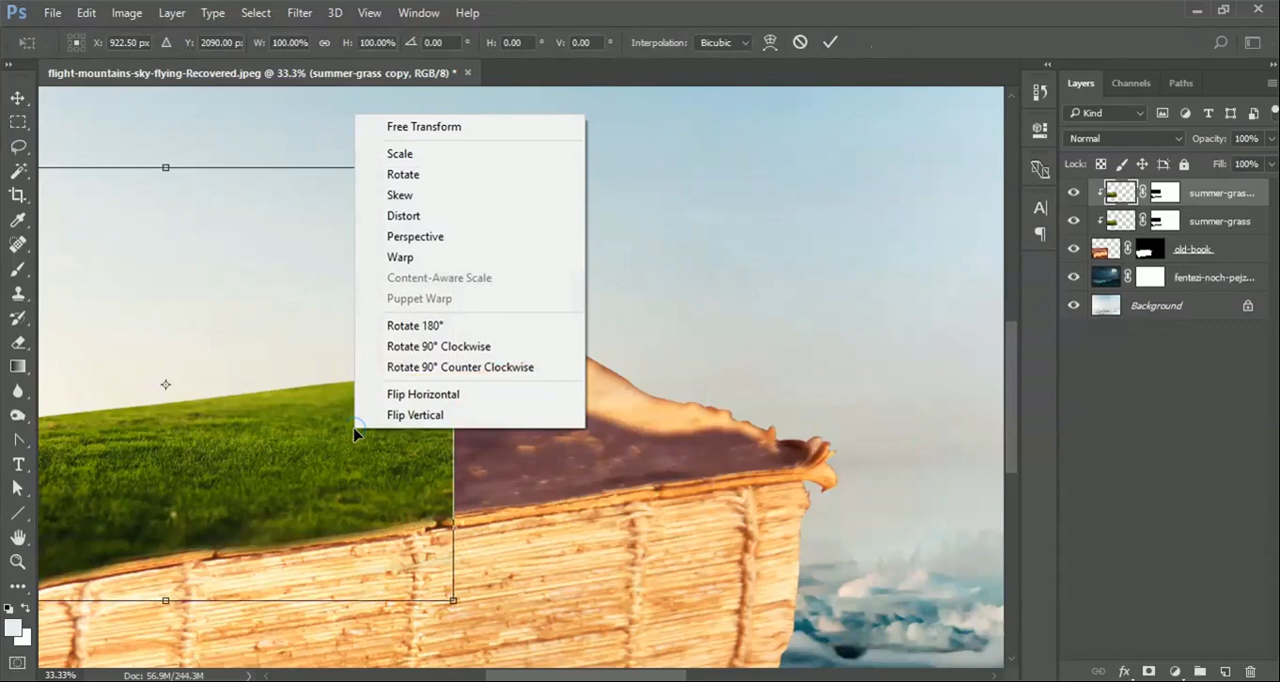 Ps File Edit Image Layer Type Select Filter 3D View Window Help
X: 922.50 px Y: 2090.00 px W: 100.00% H: 100.00% 0.00 ° H: 0.00 ° V: 0.00 ° Interpolation: Bicubic
flight-mountains-sky-flying-Recovered.jpeg @ 33.3% (summer-grass copy, RGB/8) * ×
Free Transform
Scale
Rotate
Skew
Distort
Perspective
Warp
Content-Aware Scale
Puppet Warp
Rotate 180°
Rotate 90° Clockwise
Rotate 90° Counter Clockwise
Flip Horizontal
Flip Vertical
Layers Channels Paths
Kind
Normal Opacity: 100%
Lock: Fill: 100%
summer-gras...
summer-grass
old-book
fentezi-noch-pejz...
Background
33.33% Doc: 56.9M/244.3M